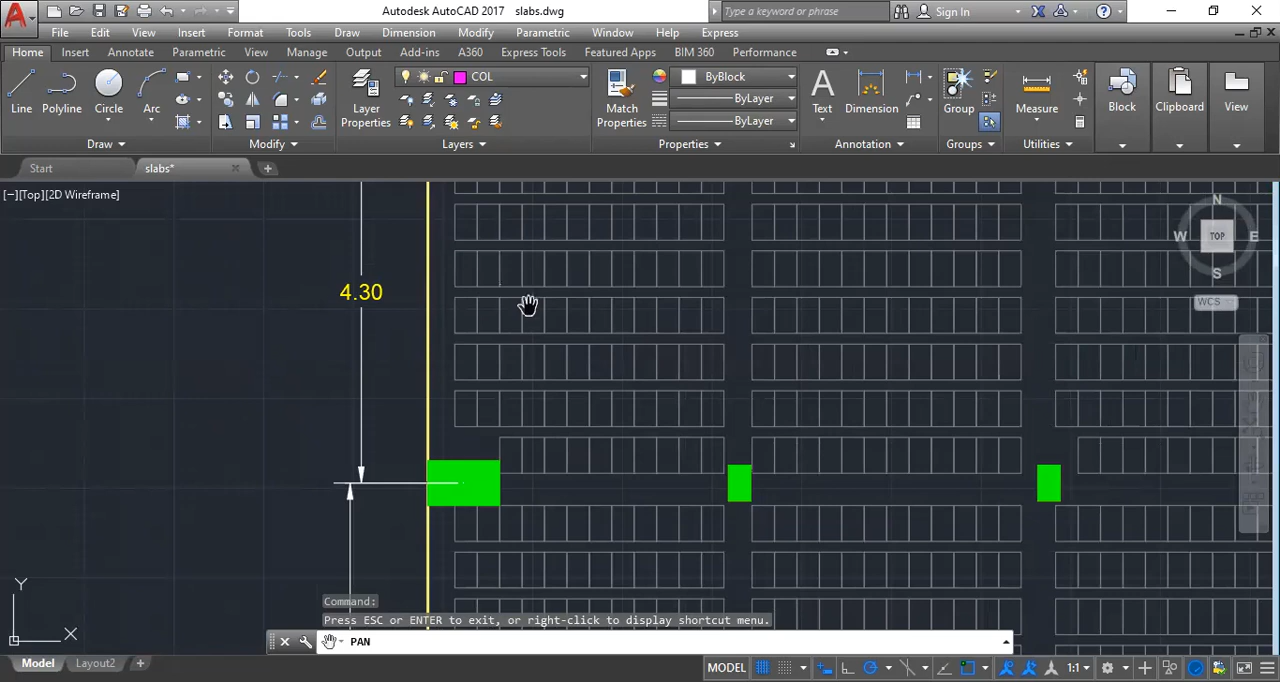 Autodesk AutoCAD 2017 slabs.dwg
Type a keyword or phrase
Sign In
File Edit View Insert Format Tools Draw Dimension Modify Parametric Window Help Express
Home Insert Annotate Parametric View Manage Output Add-ins A360 Express Tools Featured Apps BIM 360 Performance
COL
ByBlock
ByLayer
ByLayer
Line Polyline Circle Arc
Layer Properties
Match Properties
Text Dimension
Group
Measure
Block
Clipboard
View
Draw Modify Layers Properties Annotation Groups Utilities
Start slabs*
[−][Top][2D Wireframe]
N
W TOP E
S
WCS
4.30
Y
X
Command:
Press ESC or ENTER to exit, or right-click to display shortcut menu.
PAN
Model Layout2
MODEL 1:1